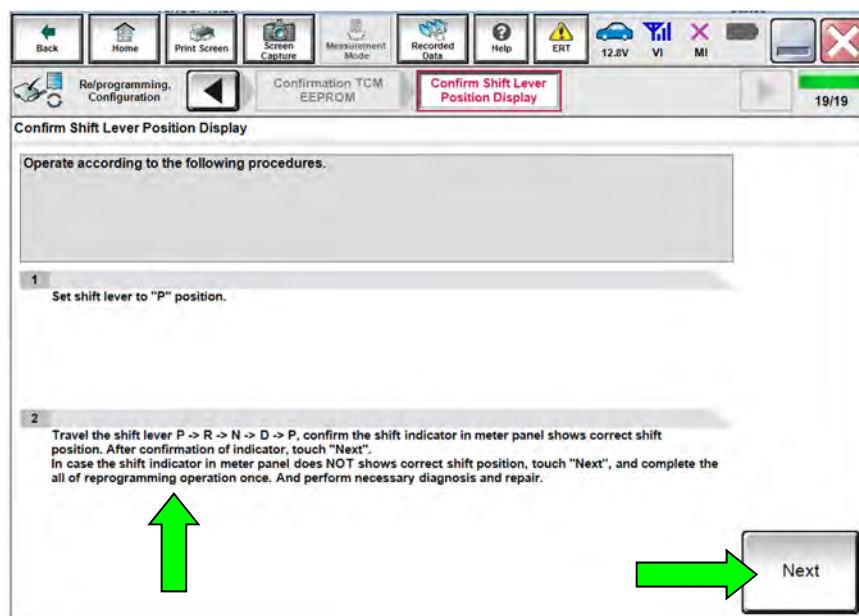 Back
Home
Print Screen
Screen
Capture
Measurement
Mode
Recorded
Data
Help
ERT
12.8V
VI
MI
Re/programming,
Configuration
Confirmation TCM
EEPROM
Confirm Shift Lever
Position Display
19/19
Confirm Shift Lever Position Display
Operate according to the following procedures.
1
Set shift lever to "P" position.
2
Travel the shift lever P -> R -> N -> D -> P, confirm the shift indicator in meter panel shows correct shift
position. After confirmation of indicator, touch "Next".
In case the shift indicator in meter panel does NOT shows correct shift position, touch "Next", and complete the
all of reprogramming operation once. And perform necessary diagnosis and repair.
Next